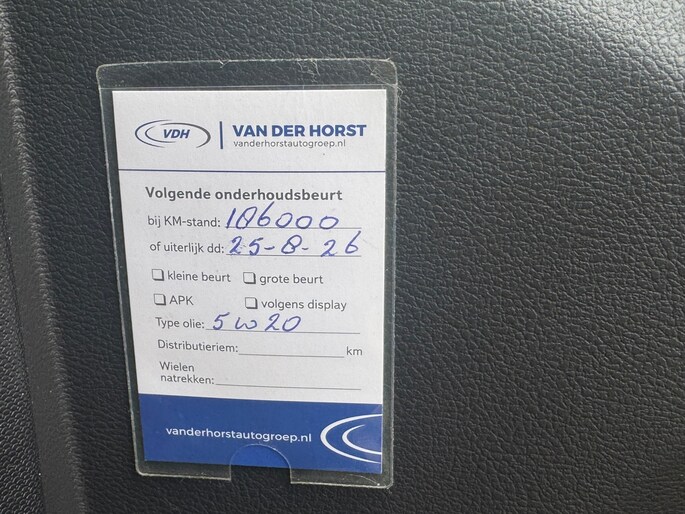 VDH
VAN DER HORST
vanderhorstautogroep.nl
Volgende onderhoudsbeurt
bij KM-stand: 186000
of uiterlijk dd: 25-8-26
kleine beurt grote beurt
APK volgens display
Type olie: 5w20
Distributieriem: km
Wielen
natrekken:
vanderhorstautogroep.nl